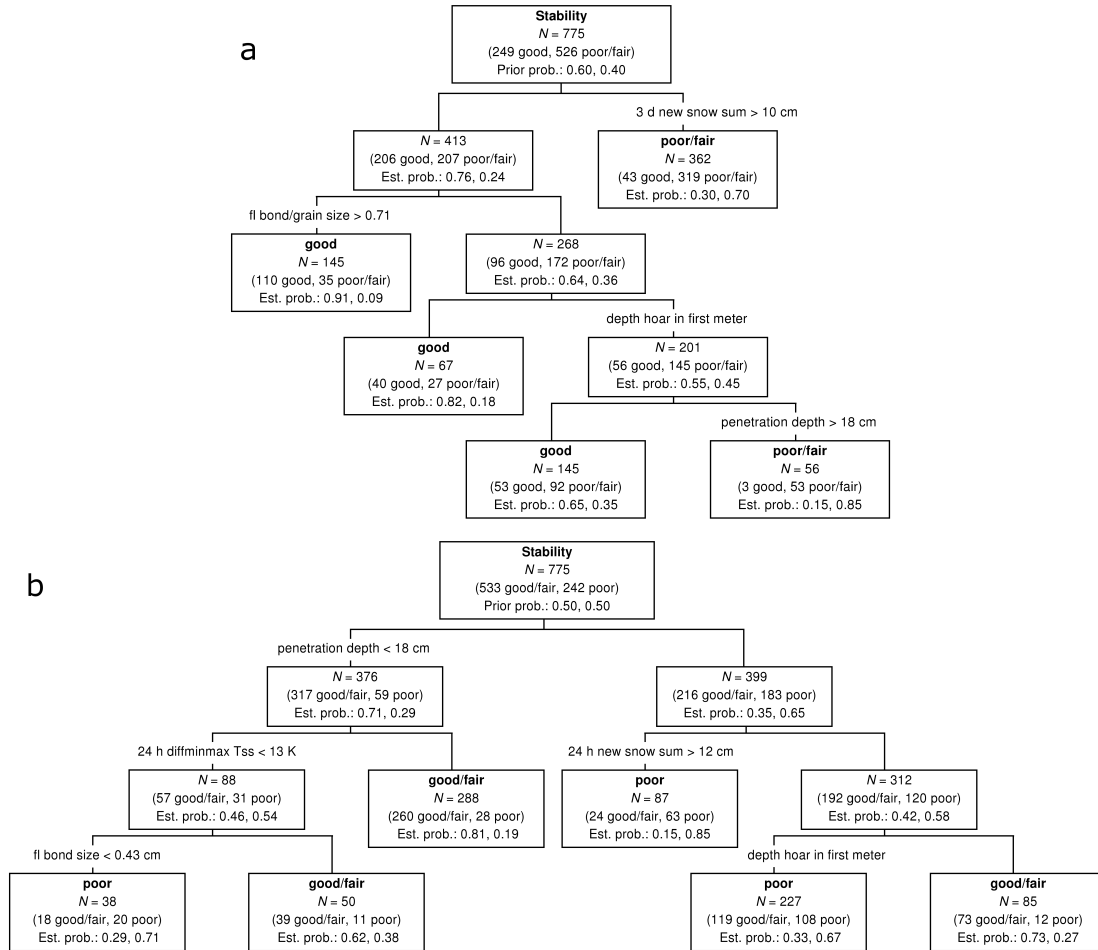 a
Stability
N = 775
(249 good, 526 poor/fair)
Prior prob.: 0.60, 0.40
3 d new snow sum > 10 cm
N = 413
(206 good, 207 poor/fair)
Est. prob.: 0.76, 0.24
poor/fair
N = 362
(43 good, 319 poor/fair)
Est. prob.: 0.30, 0.70
fl bond/grain size > 0.71
good
N = 145
(110 good, 35 poor/fair)
Est. prob.: 0.91, 0.09
N = 268
(96 good, 172 poor/fair)
Est. prob.: 0.64, 0.36
depth hoar in first meter
good
N = 67
(40 good, 27 poor/fair)
Est. prob.: 0.82, 0.18
N = 201
(56 good, 145 poor/fair)
Est. prob.: 0.55, 0.45
penetration depth > 18 cm
good
N = 145
(53 good, 92 poor/fair)
Est. prob.: 0.65, 0.35
poor/fair
N = 56
(3 good, 53 poor/fair)
Est. prob.: 0.15, 0.85
b
Stability
N = 775
(533 good/fair, 242 poor)
Prior prob.: 0.50, 0.50
penetration depth < 18 cm
N = 376
(317 good/fair, 59 poor)
Est. prob.: 0.71, 0.29
N = 399
(216 good/fair, 183 poor)
Est. prob.: 0.35, 0.65
24 h diffminmax Tss < 13 K
24 h new snow sum > 12 cm
N = 88
(57 good/fair, 31 poor)
Est. prob.: 0.46, 0.54
good/fair
N = 288
(260 good/fair, 28 poor)
Est. prob.: 0.81, 0.19
poor
N = 87
(24 good/fair, 63 poor)
Est. prob.: 0.15, 0.85
N = 312
(192 good/fair, 120 poor)
Est. prob.: 0.42, 0.58
fl bond size < 0.43 cm
depth hoar in first meter
poor
N = 38
(18 good/fair, 20 poor)
Est. prob.: 0.29, 0.71
good/fair
N = 50
(39 good/fair, 11 poor)
Est. prob.: 0.62, 0.38
poor
N = 227
(119 good/fair, 108 poor)
Est. prob.: 0.33, 0.67
good/fair
N = 85
(73 good/fair, 12 poor)
Est. prob.: 0.73, 0.27